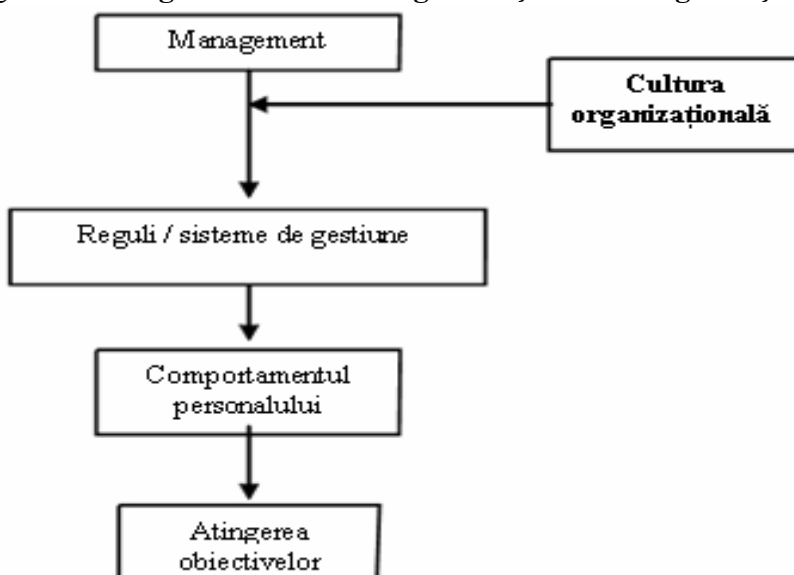 Management
Cultura
organizațională
Reguli / sisteme de gestiune
Comportamentul
personalului
Atingerea
obiectivelor